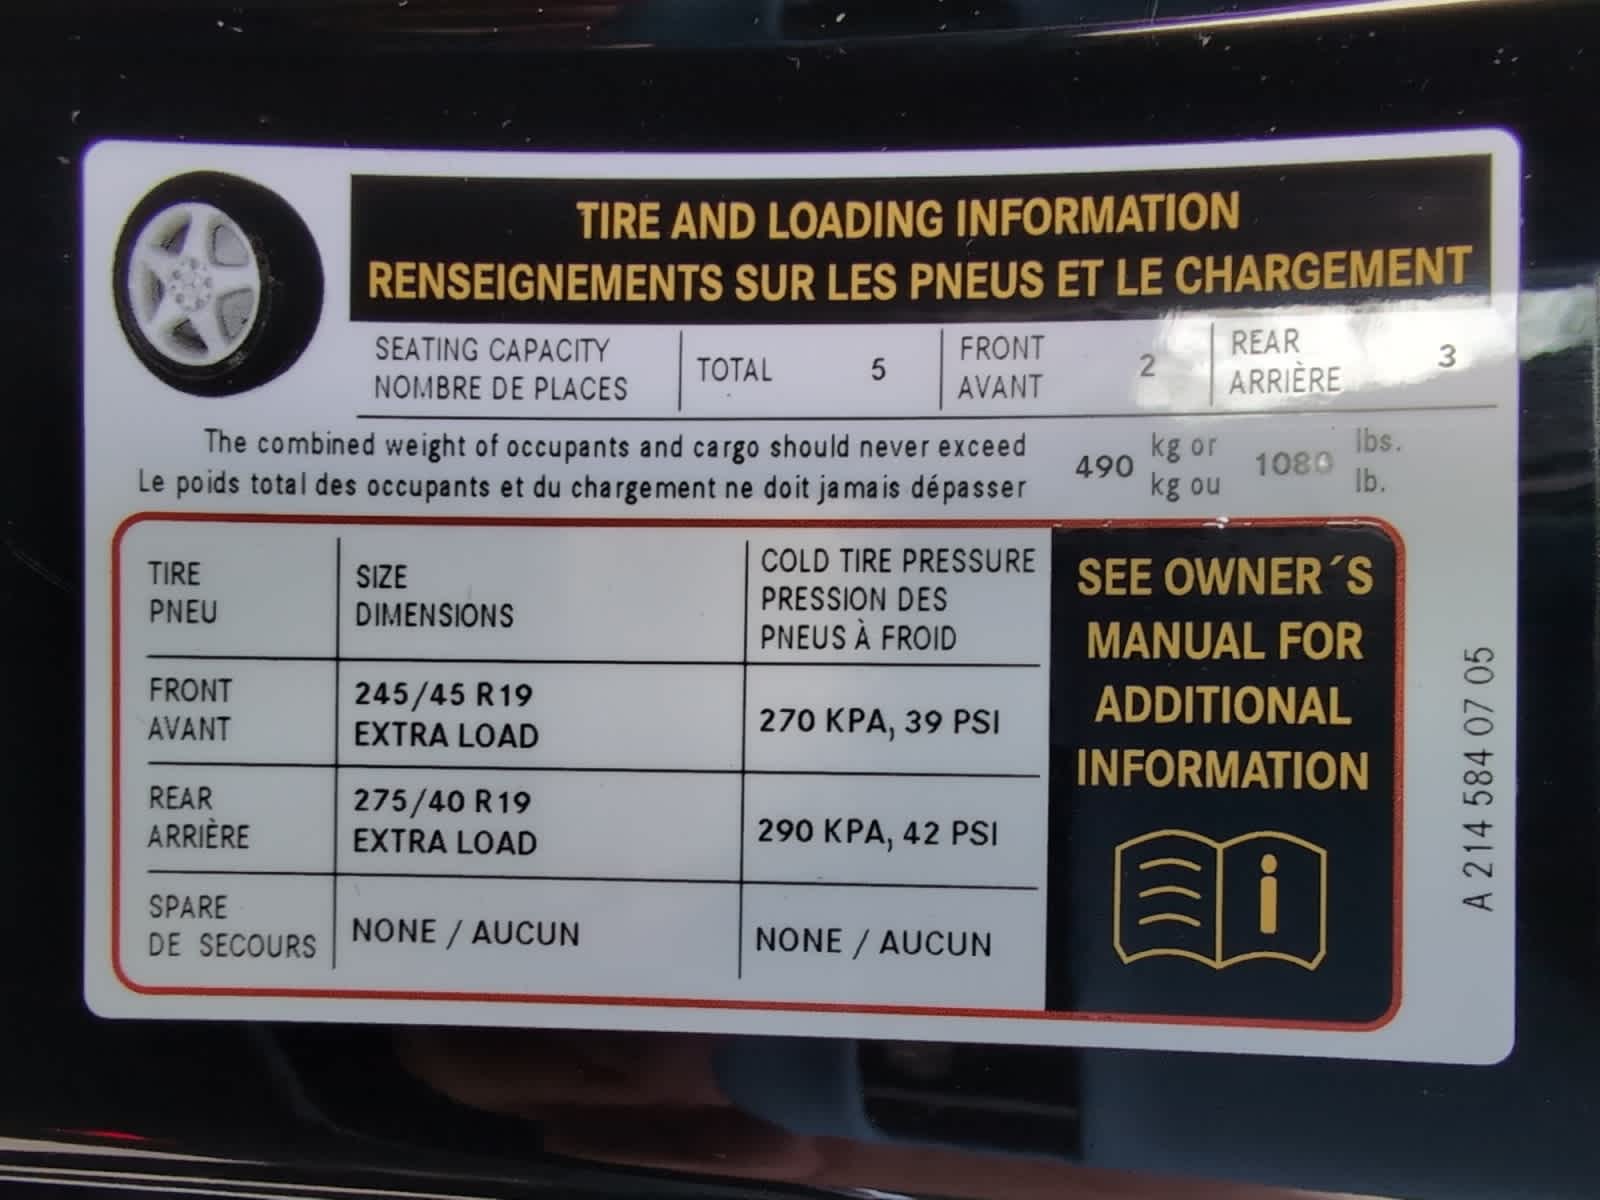 TIRE AND LOADING INFORMATION
RENSEIGNEMENTS SUR LES PNEUS ET LE CHARGEMENT
SEATING CAPACITY
NOMBRE DE PLACES
TOTAL 5
FRONT
AVANT
2
REAR
ARRIÈRE
3
The combined weight of occupants and cargo should never exceed
Le poids total des occupants et du chargement ne doit jamais dépasser
490
kg or
kg ou
1080
lbs.
lb.
TIRE
PNEU
SIZE
DIMENSIONS
COLD TIRE PRESSURE
PRESSION DES
PNEUS À FROID
FRONT
AVANT
245/45 R19
EXTRA LOAD
270 KPA, 39 PSI
REAR
ARRIÈRE
275/40 R19
EXTRA LOAD
290 KPA, 42 PSI
SPARE
DE SECOURS
NONE / AUCUN
NONE / AUCUN
SEE OWNER´S
MANUAL FOR
ADDITIONAL
INFORMATION
A 214 584 07 05